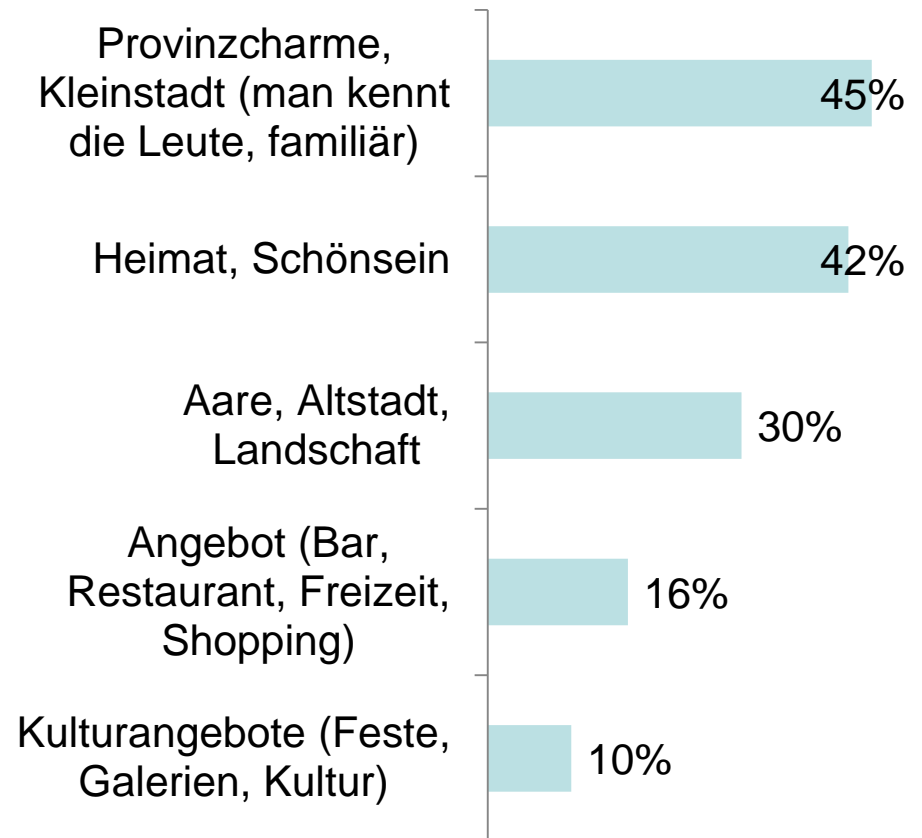 Provinzcharme,
Kleinstadt (man kennt
die Leute, familiär)
45%
Heimat, Schönsein
42%
Aare, Altstadt,
Landschaft
30%
Angebot (Bar,
Restaurant, Freizeit,
Shopping)
16%
Kulturangebote (Feste,
Galerien, Kultur)
10%